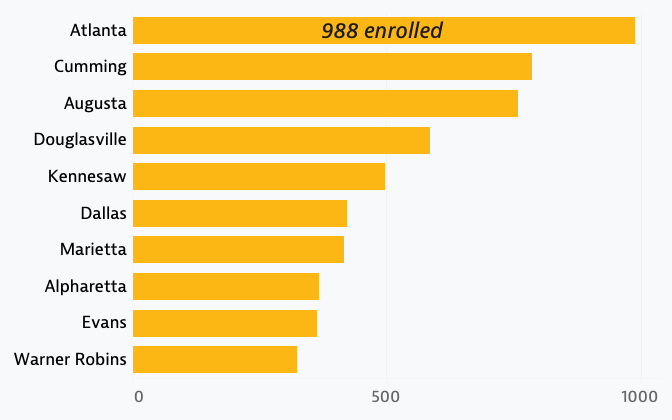 Atlanta 988 enrolled
Cumming
Augusta
Douglasville
Kennesaw
Dallas
Marietta
Alpharetta
Evans
Warner Robins
0 500 1000